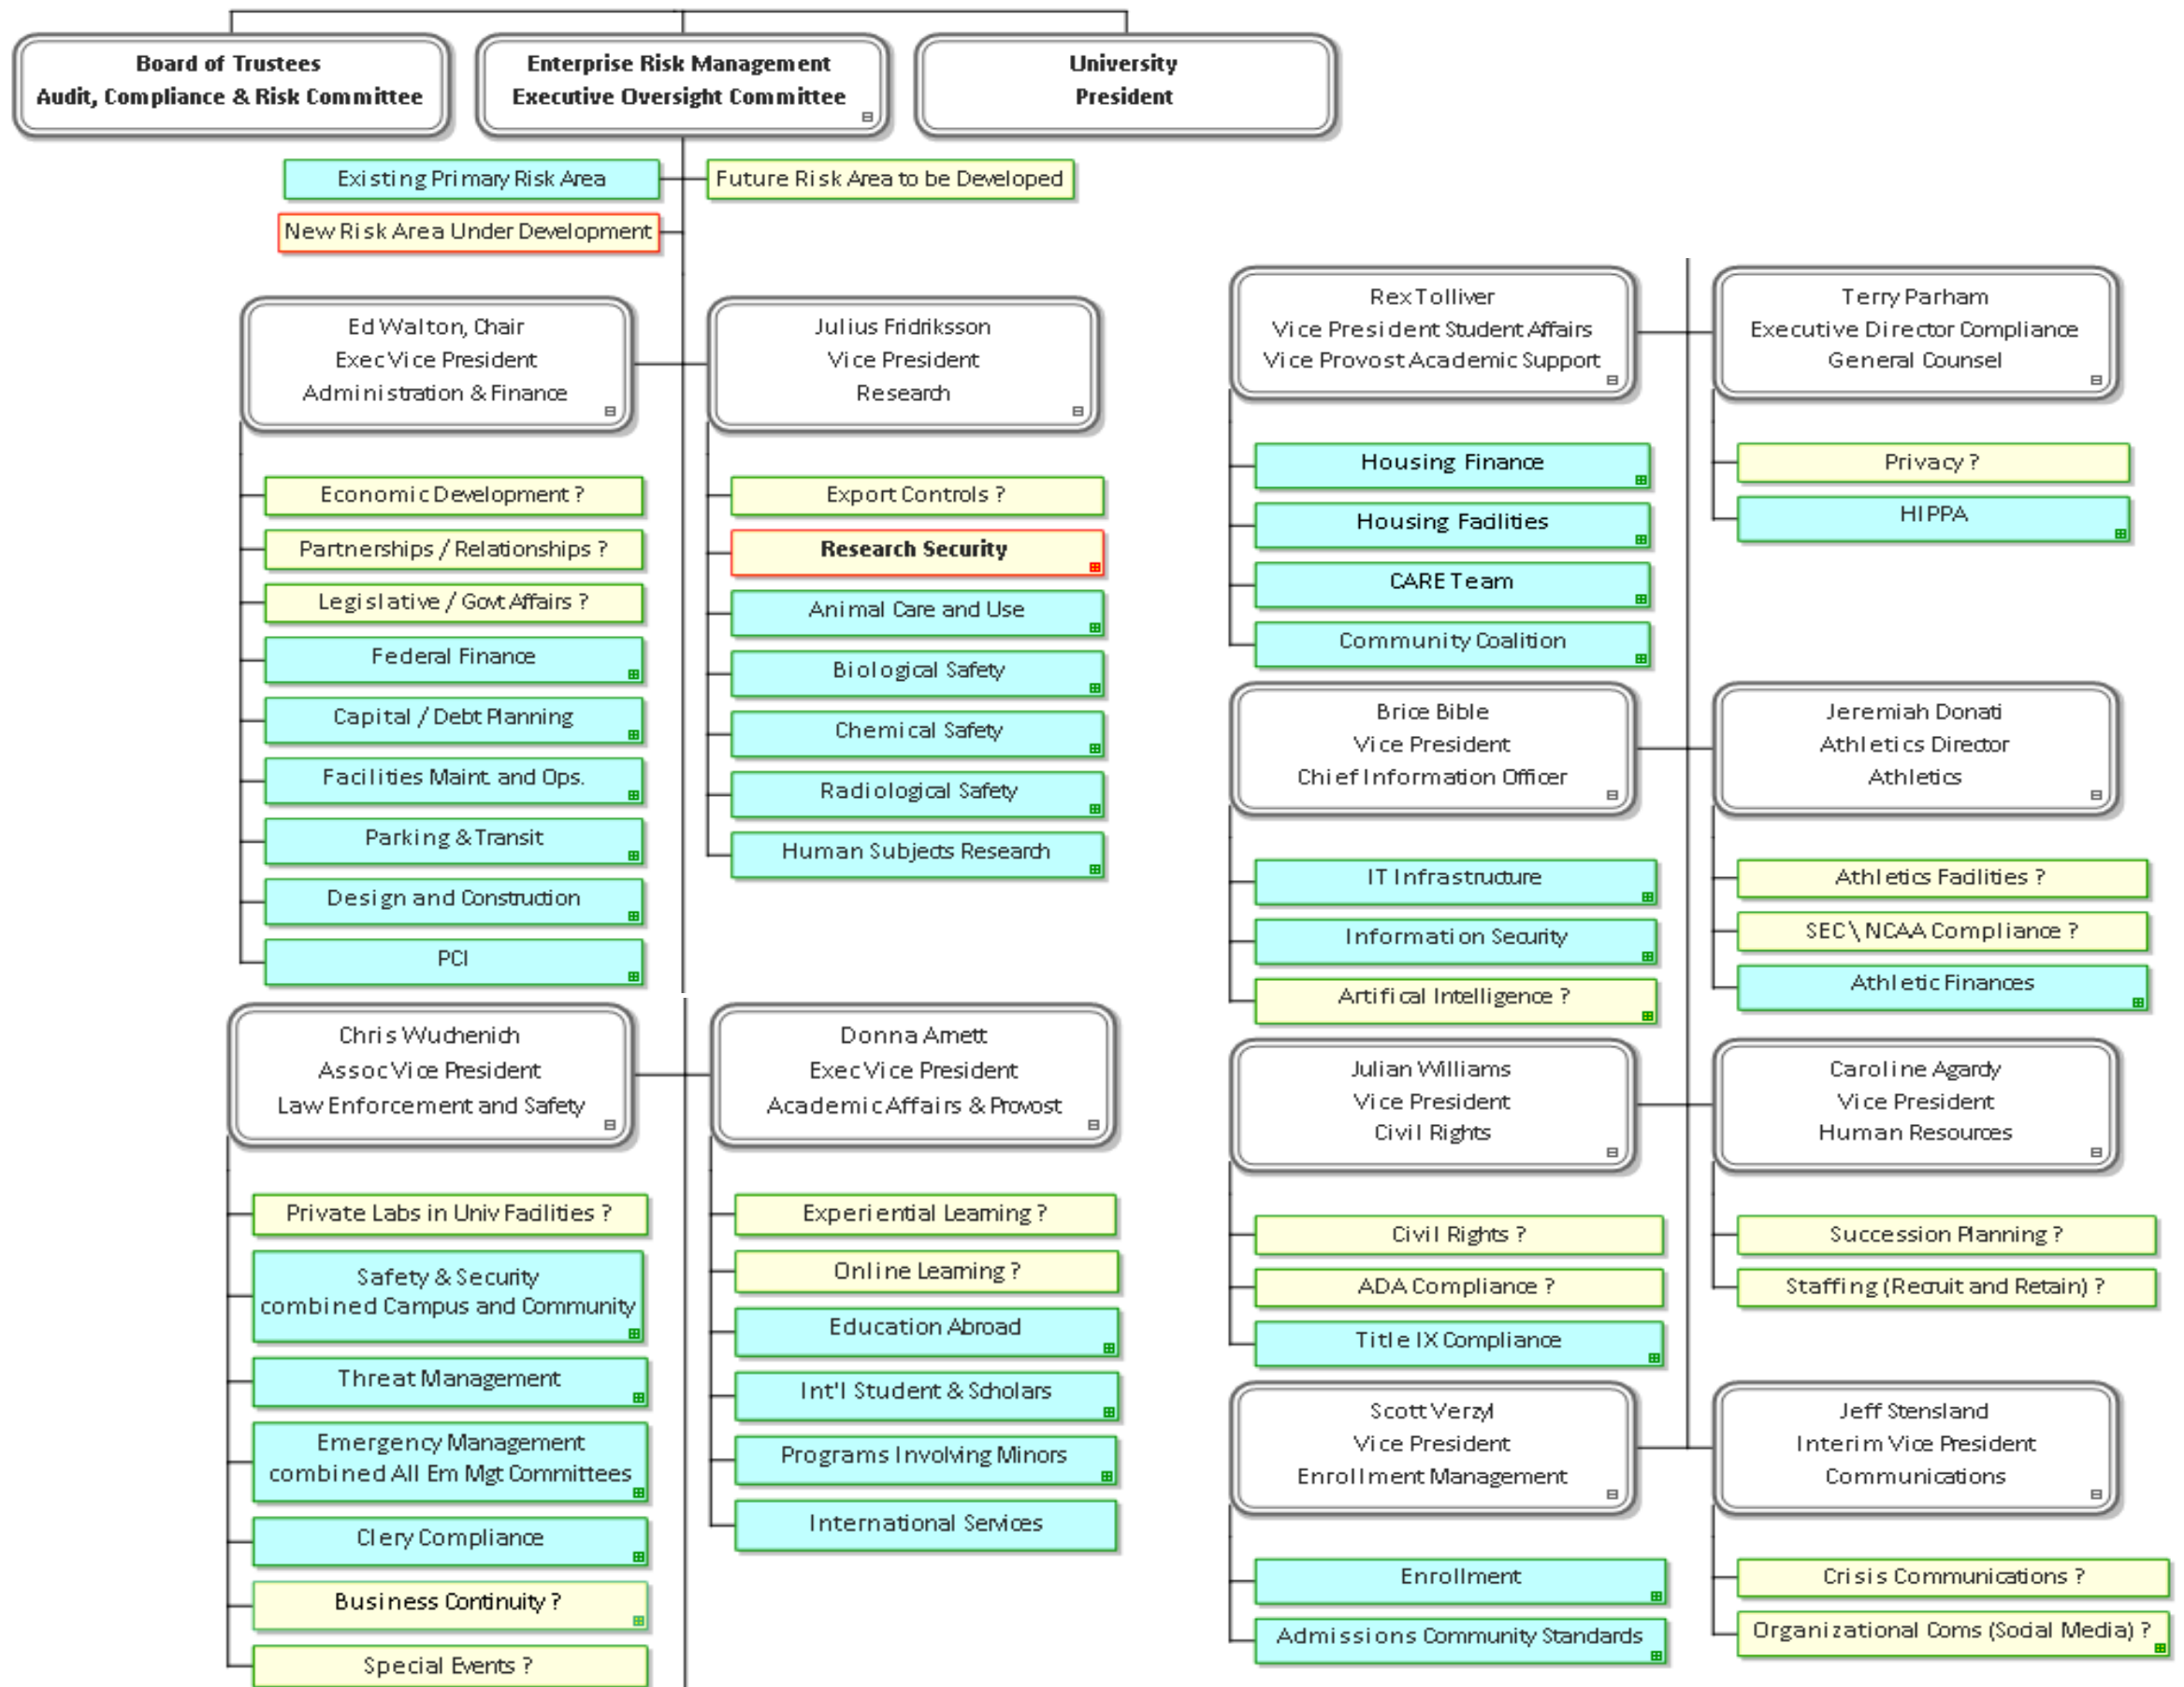 Board of Trustees
Audit, Compliance & Risk Committee
Enterprise Risk Management
Executive Oversight Committee
University
President
Existing Primary Risk Area
Future Risk Area to be Developed
New Risk Area Under Development
Ed Walton, Chair
Exec Vice President
Administration & Finance
Julius Fridriksson
Vice President
Research
Economic Development ?
Partnerships / Relationships ?
Legislative / Govt Affairs ?
Federal Finance
Capital / Debt Planning
Facilities Maint. and Ops.
Parking & Transit
Design and Construction
PCI
Export Controls ?
Research Security
Animal Care and Use
Biological Safety
Chemical Safety
Radiological Safety
Human Subjects Research
Chris Wuchenich
Assoc Vice President
Law Enforcement and Safety
Donna Arnett
Exec Vice President
Academic Affairs & Provost
Private Labs in Univ Facilities ?
Safety & Security
combined Campus and Community
Threat Management
Emergency Management
combined All Em Mgt Committees
Clery Compliance
Business Continuity ?
Special Events ?
Experiential Learning ?
Online Learning ?
Education Abroad
Int'l Student & Scholars
Programs Involving Minors
International Services
Rex Tolliver
Vice President Student Affairs
Vice Provost Academic Support
Terry Parham
Executive Director Compliance
General Counsel
Housing Finance
Housing Facilities
CARE Team
Community Coalition
Privacy ?
HIPPA
Brice Bible
Vice President
Chief Information Officer
Jeremiah Donati
Athletics Director
Athletics
IT Infrastructure
Information Security
Artifical Intelligence ?
Athletics Facilities ?
SEC \ NCAA Compliance ?
Athletic Finances
Julian Williams
Vice President
Civil Rights
Caroline Agardy
Vice President
Human Resources
Civil Rights ?
ADA Compliance ?
Title IX Compliance
Succession Planning ?
Staffing (Recruit and Retain) ?
Scott Verzyl
Vice President
Enrollment Management
Jeff Stensland
Interim Vice President
Communications
Enrollment
Admissions Community Standards
Crisis Communications ?
Organizational Coms (Social Media) ?